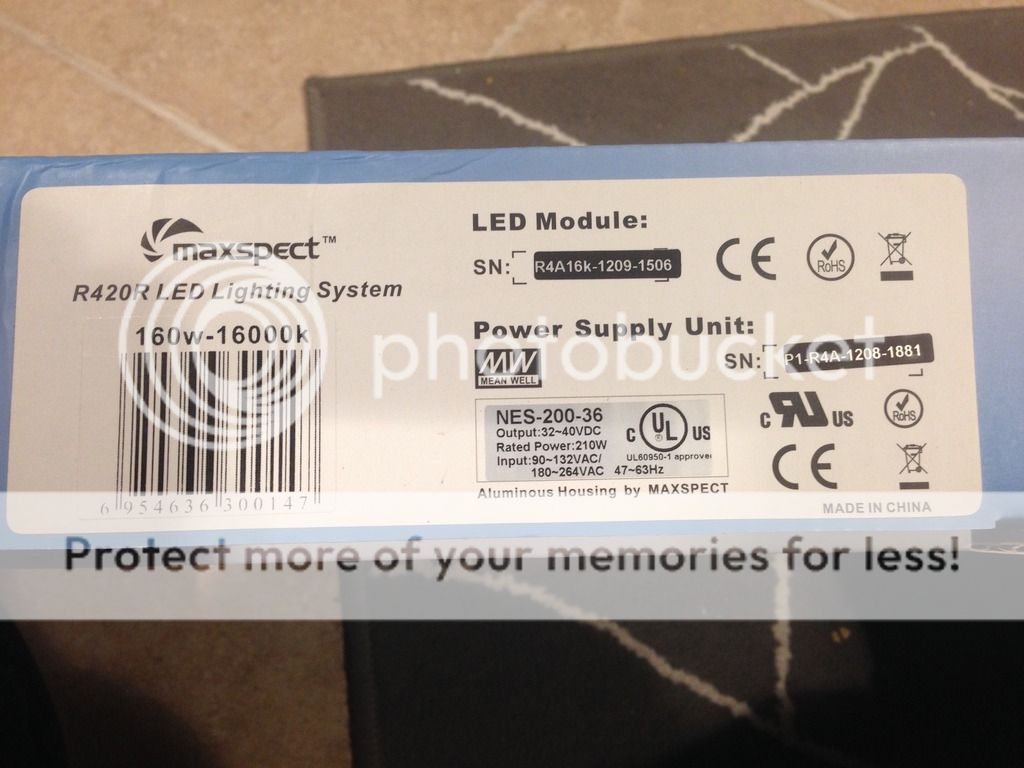 maxspect™
R420R LED Lighting System
160w-16000k
6 954636 300147
LED Module:
SN: R4A16k-1209-1506
CE
RoHS
Power Supply Unit:
MW
MEAN WELL
SN: P1-R4A-1208-1881
NES-200-36
Output:32~40VDC
Rated Power:210W
Input:90~132VAC/
180~264VAC 47~63Hz
c UL us
UL60950-1 approved
c RU us
RoHS
CE
Aluminous Housing by MAXSPECT
MADE IN CHINA
photobucket
Protect more of your memories for less!